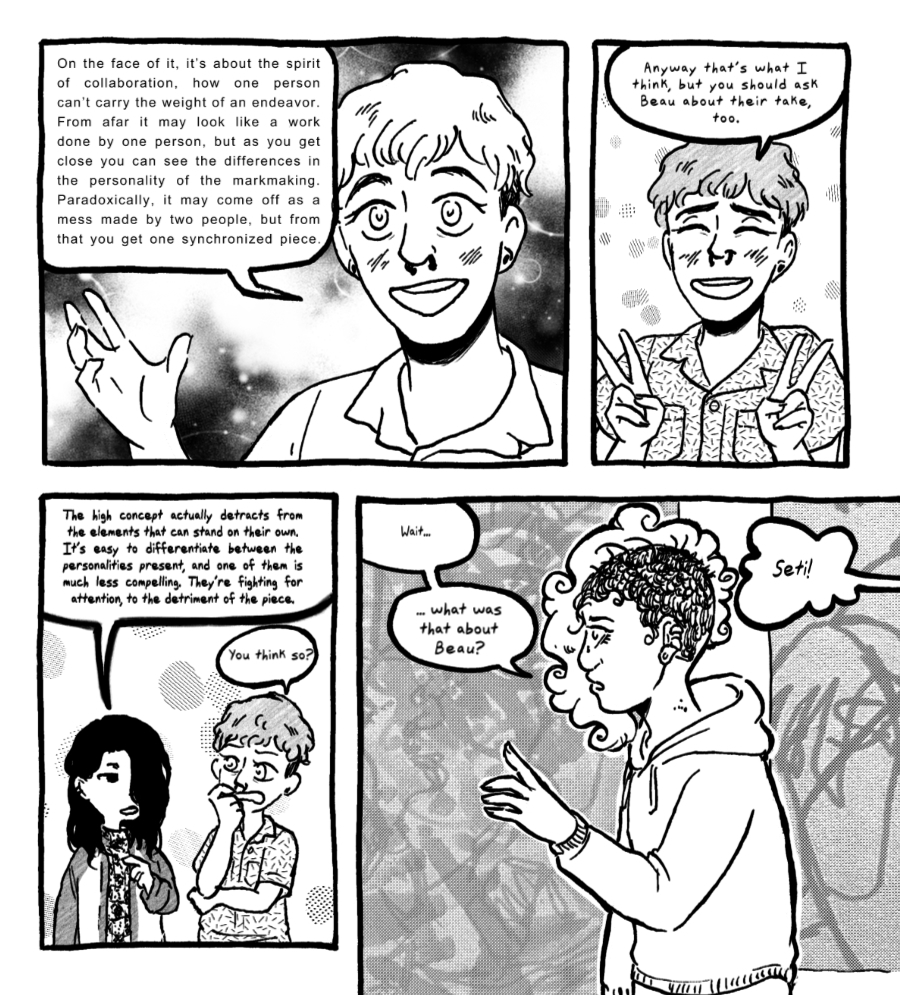 On the face of it, it's about the spirit
of collaboration, how one person
can't carry the weight of an endeavor.
From afar it may look like a work
done by one person, but as you get
close you can see the differences in
the personality of the markmaking.
Paradoxically, it may come off as a
mess made by two people, but from
that you get one synchronized piece.
Anyway that's what I
think, but you should ask
Beau about their take,
too.
The high concept actually detracts from
the elements that can stand on their own.
It's easy to differentiate between the
personalities present, and one of them is
much less compelling. They're fighting for
attention, to the detriment of the piece.
You think so?
Wait...
... what was
that about
Beau?
Seti!